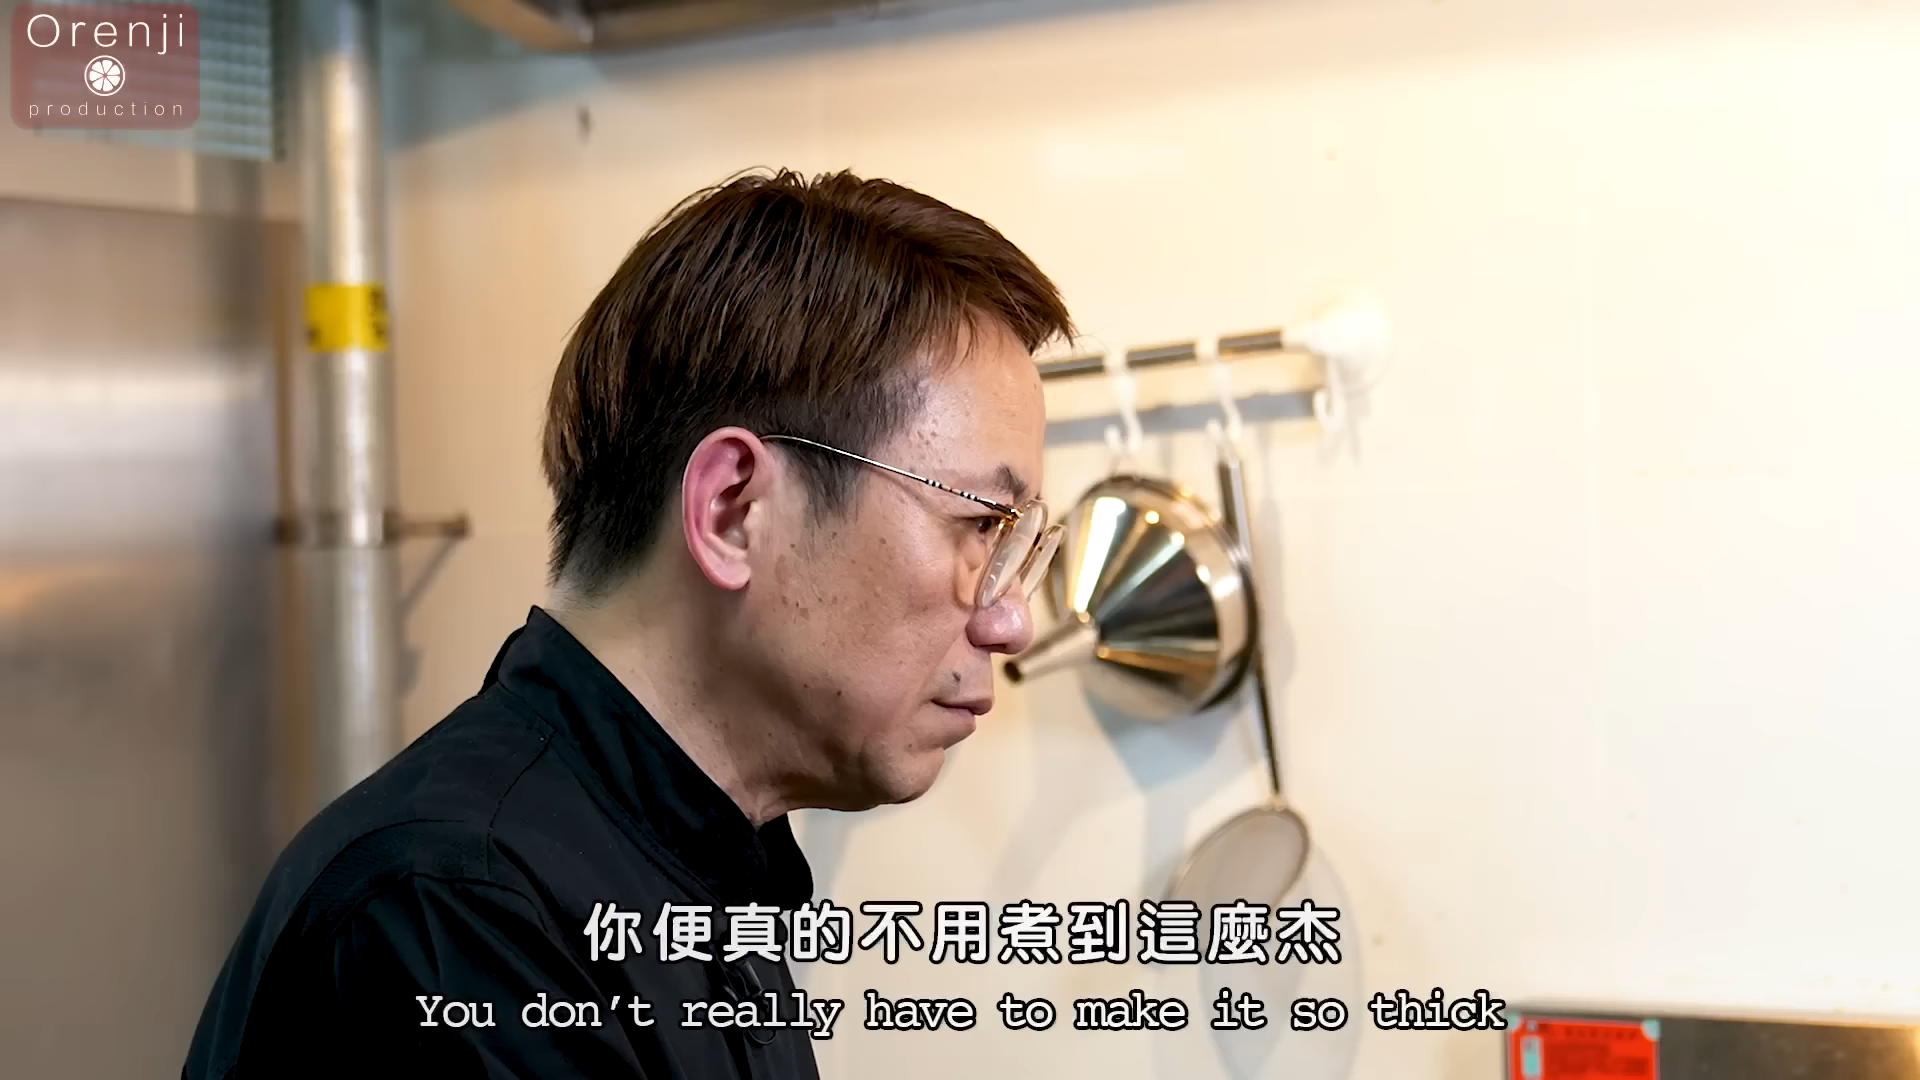 Orenji
production
你便真的不用煮到這麼杰
You don't really have to make it so thick